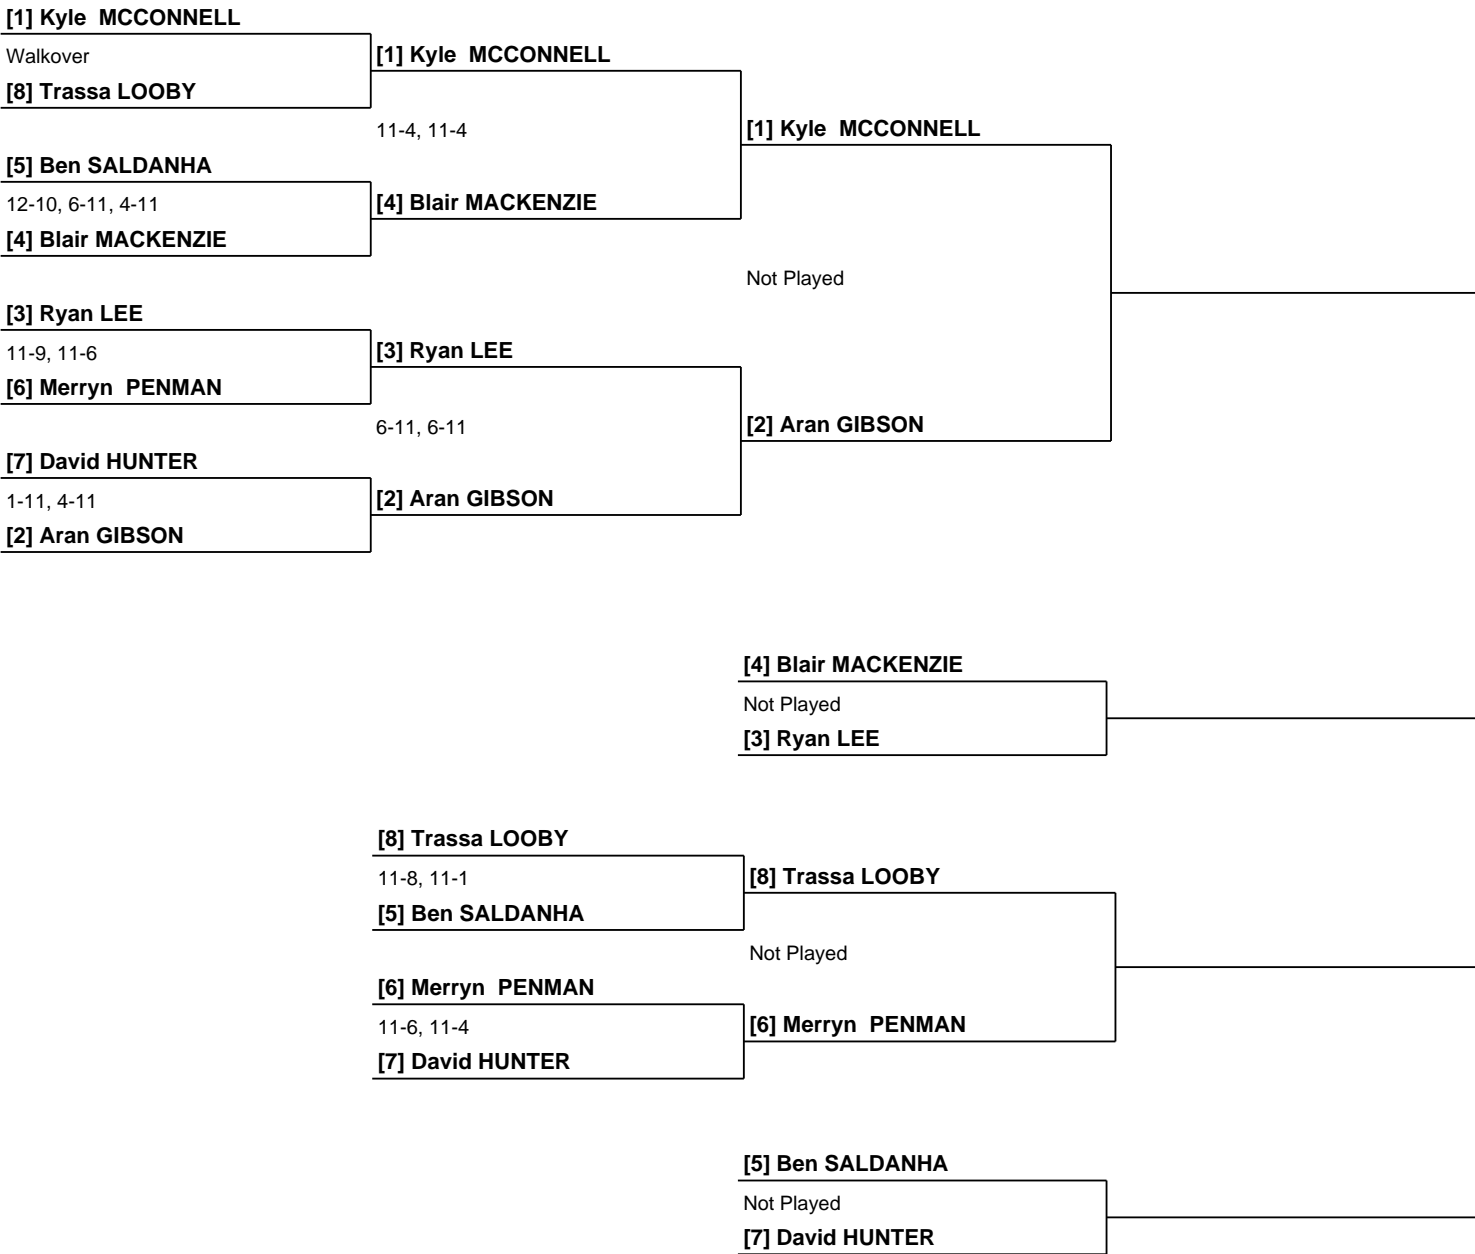 [1] Kyle  MCCONNELL
Walkover
[8] Trassa LOOBY
[1] Kyle  MCCONNELL
11-4, 11-4
[5] Ben SALDANHA
12-10, 6-11, 4-11
[4] Blair MACKENZIE
[4] Blair MACKENZIE
[1] Kyle  MCCONNELL
Not Played
[3] Ryan LEE
11-9, 11-6
[6] Merryn  PENMAN
[3] Ryan LEE
6-11, 6-11
[7] David HUNTER
1-11, 4-11
[2] Aran GIBSON
[2] Aran GIBSON
[2] Aran GIBSON
[4] Blair MACKENZIE
Not Played
[3] Ryan LEE
[8] Trassa LOOBY
11-8, 11-1
[5] Ben SALDANHA
[8] Trassa LOOBY
Not Played
[6] Merryn  PENMAN
11-6, 11-4
[7] David HUNTER
[6] Merryn  PENMAN
[5] Ben SALDANHA
Not Played
[7] David HUNTER